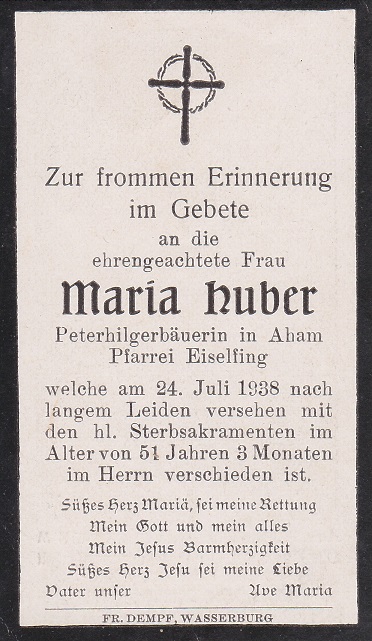 Zur frommen Erinnerung
im Gebete
an die
ehrengeachtete Frau
Maria Huber
Peterhilgerbäuerin in Aham
Pfarrei Eiselfing
welche am 24. Juli 1938 nach
langem Leiden versehen mit
den hl. Sterbsakramenten im
Alter von 51 Jahren 3 Monaten
im Herrn verschieden ist.
Süßes Herz Mariä, sei meine Rettung
Mein Gott und mein alles
Mein Jesus Barmherzigkeit
Süßes Herz Jesu sei meine Liebe
Vater unser Ave Maria
FR. DEMPF, WASSERBURG